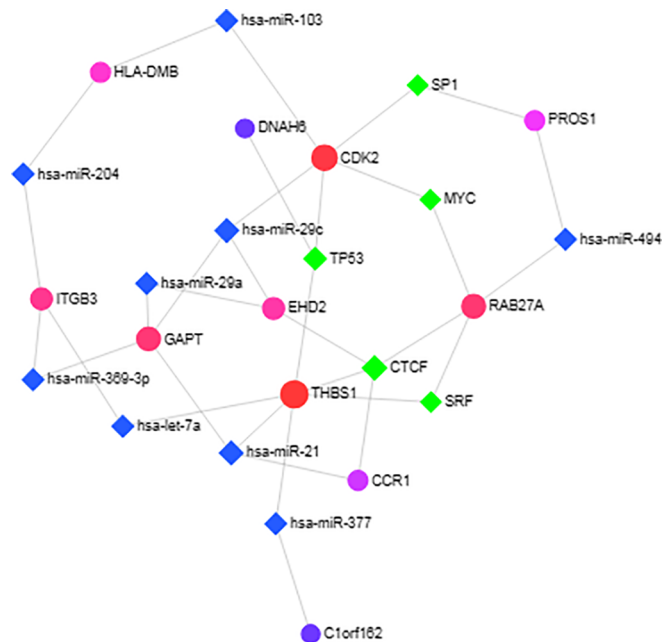 hsa-miR-103
HLA-DMB
SP1
PROS1
DNAH6
CDK2
hsa-miR-204
MYC
hsa-miR-29c
hsa-miR-494
TP53
hsa-miR-29a
ITGB3
EHD2
RAB27A
GAPT
CTCF
hsa-miR-369-3p
THBS1
SRF
hsa-let-7a
hsa-miR-21
CCR1
hsa-miR-377
C1orf162